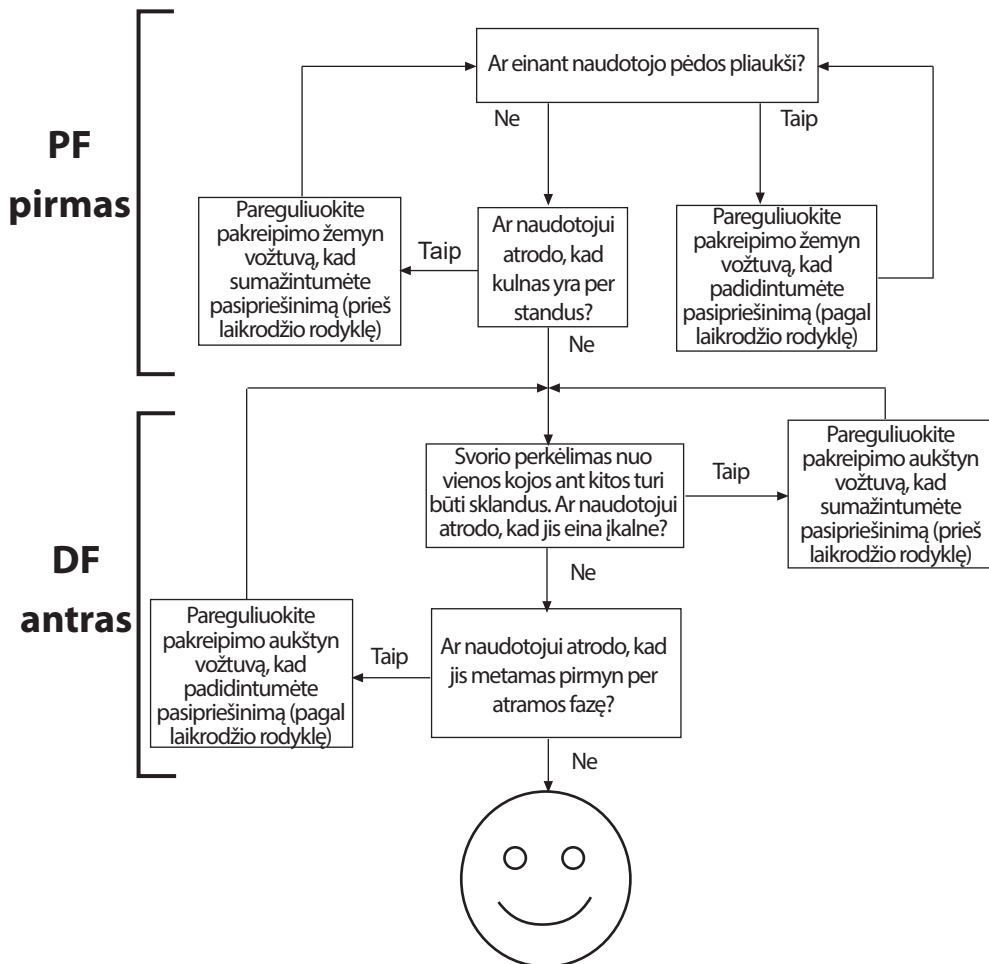 Ar einant naudotojo pėdos pliaukši?
Ne
Taip
PF
pirmas
Pareguliuokite
pakreipimo žemyn
vožtuvą, kad
sumažintumėte
pasipriešinimą (prieš
laikrodžio rodyklę)
Taip
Ar naudotojui
atrodo, kad
kulnas yra per
standus?
Pareguliuokite
pakreipimo žemyn
vožtuvą, kad
padidintumėte
pasipriešinimą (pagal
laikrodžio rodyklę)
Ne
DF
antras
Svorio perkėlimas nuo
vienos kojos ant kitos turi
būti sklandus. Ar naudotojui
atrodo, kad jis eina įkalne?
Taip
Pareguliuokite
pakreipimo aukštyn
vožtuvą, kad
sumažintumėte
pasipriešinimą (prieš
laikrodžio rodyklę)
Ne
Pareguliuokite
pakreipimo aukštyn
vožtuvą, kad
padidintumėte
pasipriešinimą (pagal
laikrodžio rodyklę)
Taip
Ar naudotojui atrodo, kad
jis metamas pirmyn per
atramos fazę?
Ne